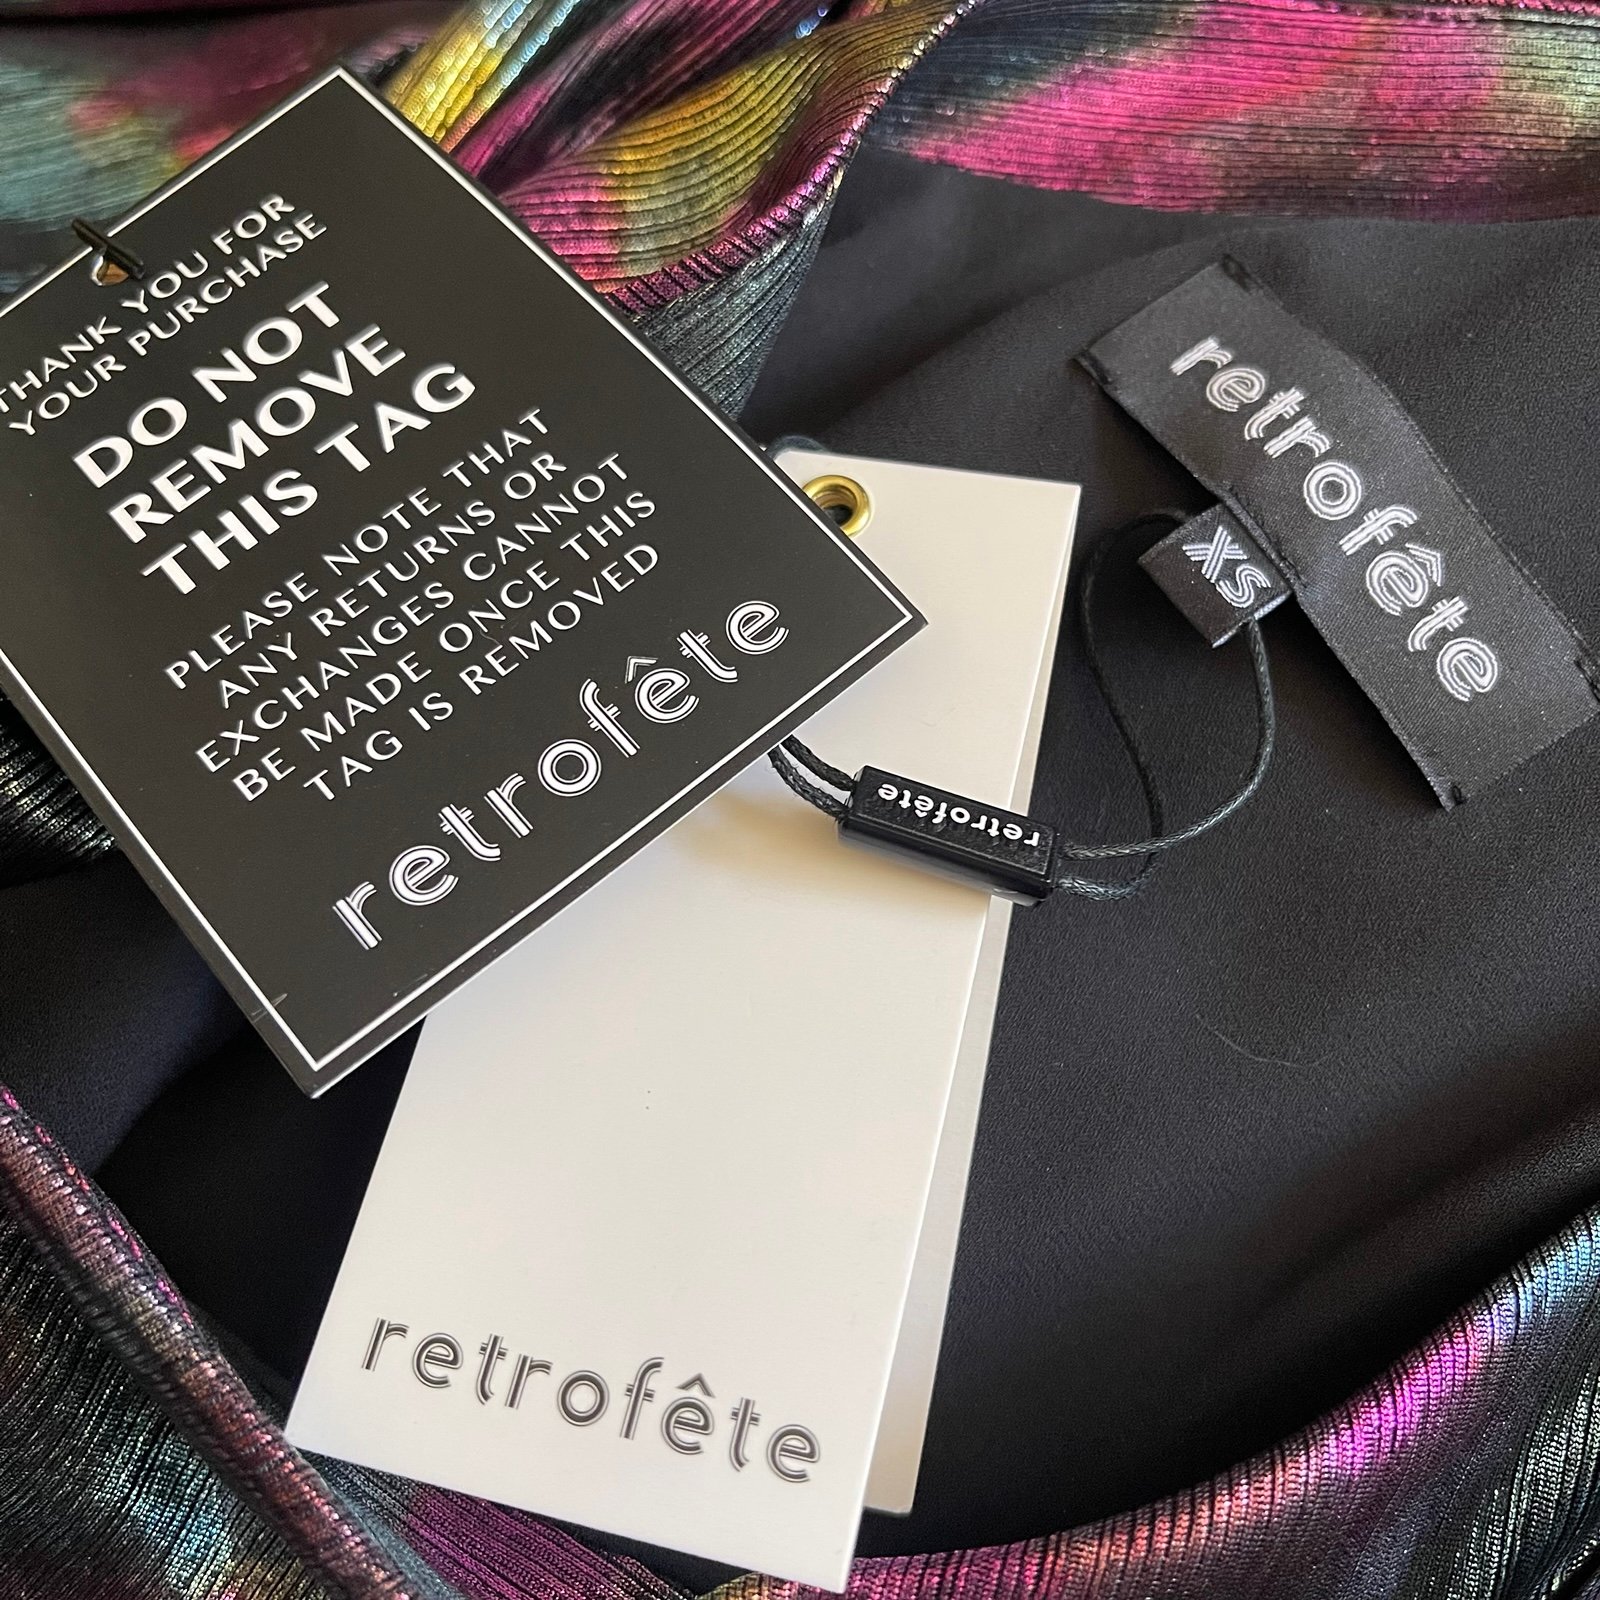 THANK YOU FOR
YOUR PURCHASE
DO NOT
REMOVE
THIS TAG
PLEASE NOTE THAT
ANY RETURNS OR
EXCHANGES CANNOT
BE MADE ONCE THIS
TAG IS REMOVED
retrofête
retrofête
XS
retrofête
retrofête